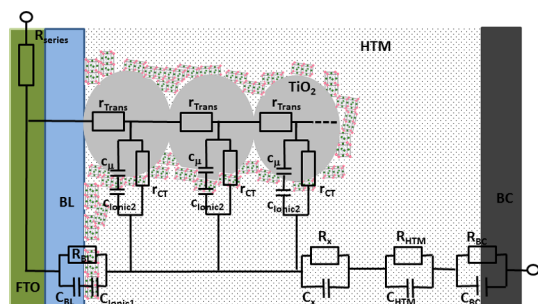 R_series
HTM
TiO₂
r_Trans
r_Trans
r_Trans
c_μ
c_μ
c_μ
c_Ionic2
c_Ionic2
c_Ionic2
r_CT
r_CT
r_CT
BL
BC
R_BL
R_x
R_HTM
R_BC
FTO
C_BL
C_Ionic1
C_x
C_HTM
C_BC